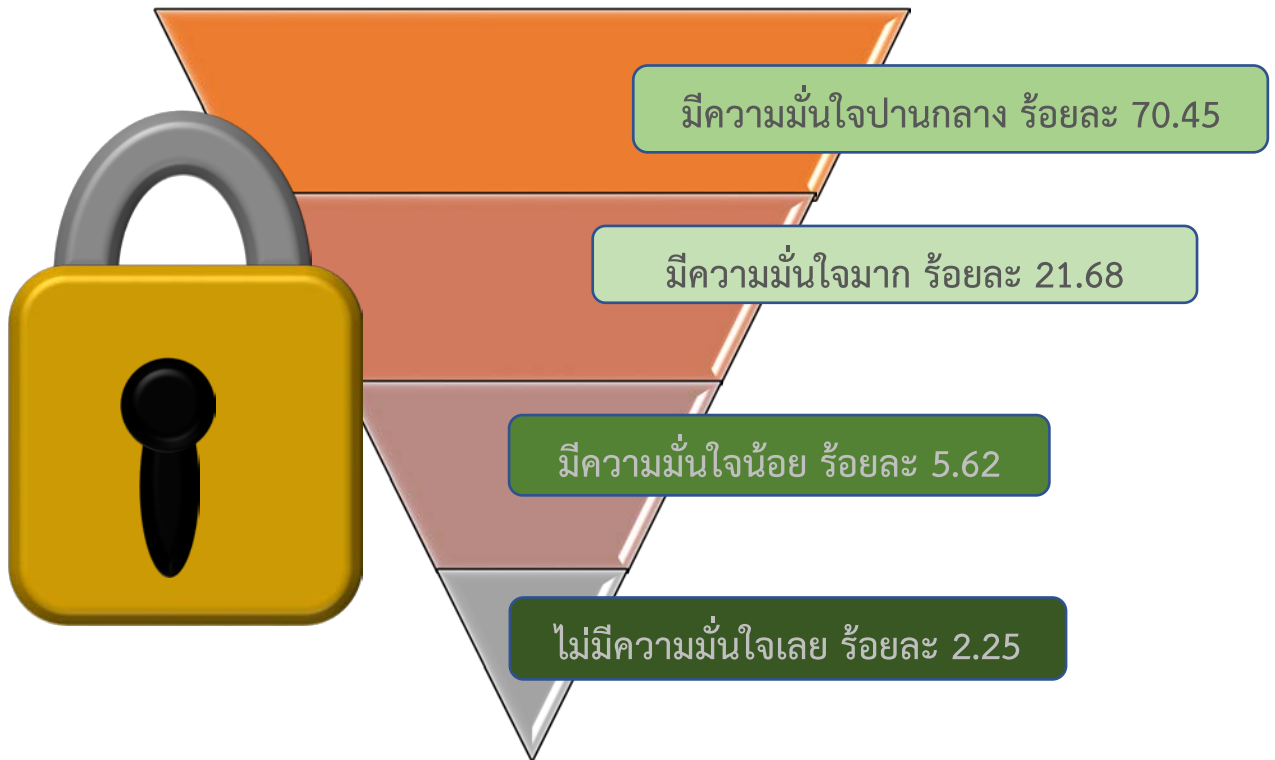 มีความมั่นใจปานกลาง ร้อยละ 70.45
มีความมั่นใจมาก ร้อยละ 21.68
มีความมั่นใจน้อย ร้อยละ 5.62
ไม่มีความมั่นใจเลย ร้อยละ 2.25